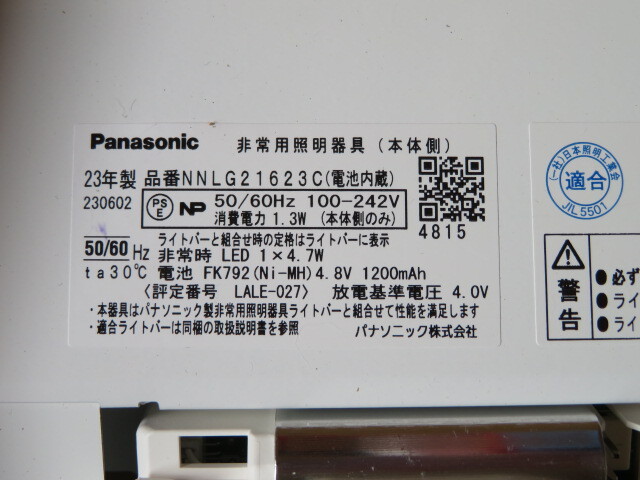 Panasonic 非常用照明器具 (本体側)
23年製 品番NNLG21623C(電池内蔵)
230602 PSE NP 50/60Hz 100-242V
消費電力 1.3W (本体側のみ)
4815
ライトバーと組合せ時の定格はライトバーに表示
50/60 Hz 非常時 LED 1×4.7W
ta30℃ 電池 FK792(Ni-MH)4.8V 1200mAh
〈評定番号 LALE-027〉 放電基準電圧 4.0V
・本器具はパナソニック製非常用照明器具ライトバーと組合せて性能を満足します
・適合ライトバーは同梱の取扱説明書を参照 パナソニック株式会社
(一社)日本照明工業会
適合
JIL5501
警告
●必ず
●ライ
●ライ